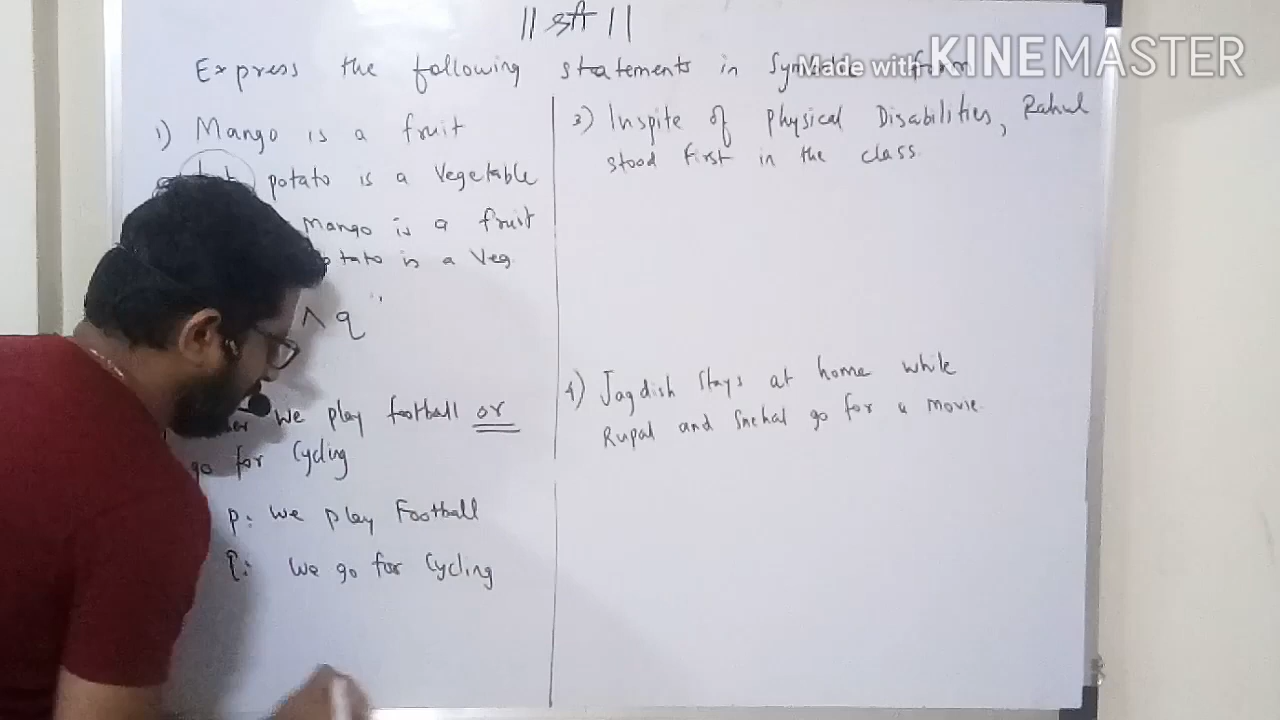 || श्री ||
Express the following statements in form
Made with KINEMASTER
1) Mango is a fruit
potato is a Vegetable
Mango is a fruit
is a Veg.
∧ q
we play football or
go for Cycling
p: We play Football
q: We go for Cycling
3) Inspite of physical Disabilities, Rahul
stood first in the class.
4) Jagdish stays at home while
Rupal and Snehal go for a movie.